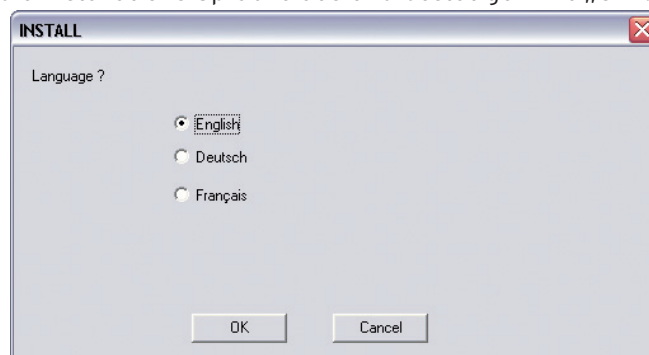 INSTALL
Language ?
English
Deutsch
Français
OK
Cancel